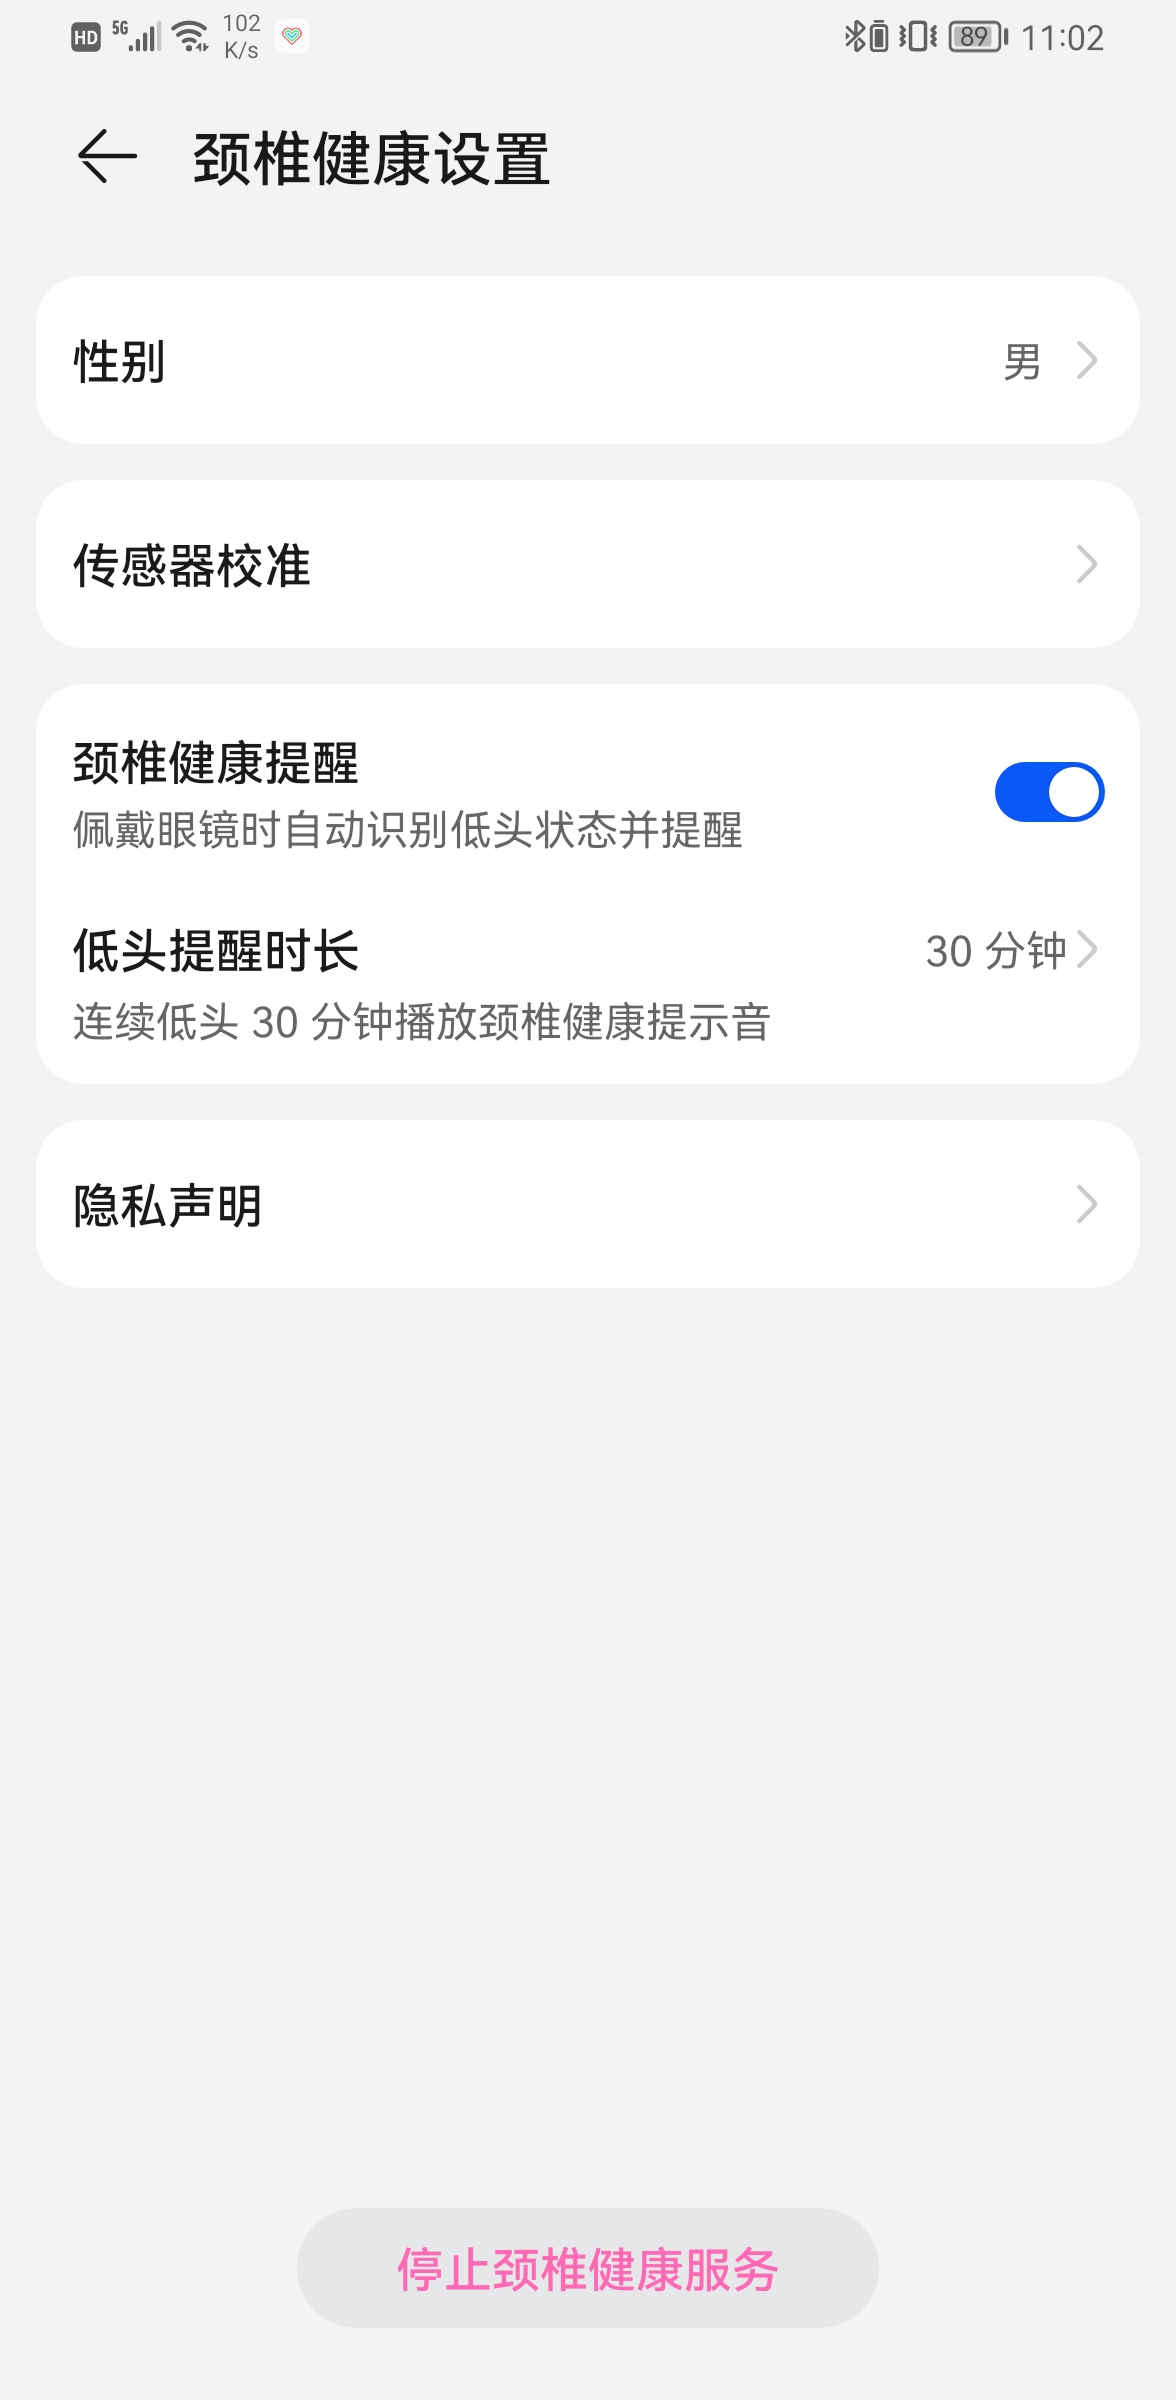 HD 5G 102 K/s 89 11:02
颈椎健康设置
性别 男
传感器校准
颈椎健康提醒
佩戴眼镜时自动识别低头状态并提醒
低头提醒时长 30 分钟
连续低头 30 分钟播放颈椎健康提示音
隐私声明
停止颈椎健康服务